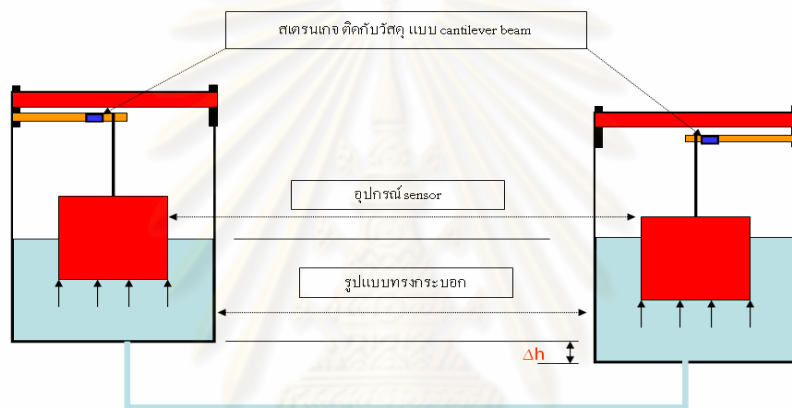 สเตรนเกจ ติดกับวัสดุ แบบ cantilever beam
อุปกรณ์ sensor
รูปแบบทรงกระบอก
Δh